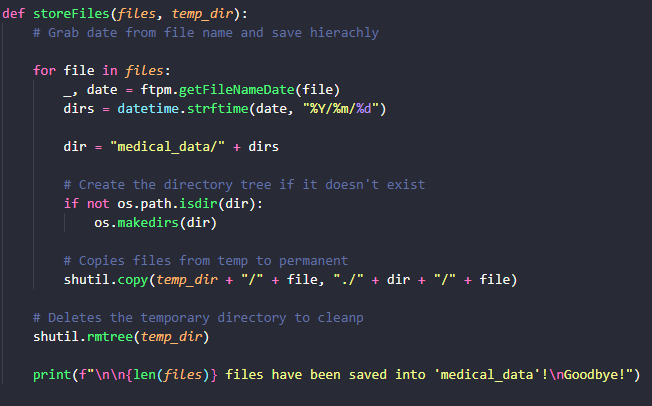 def storeFiles(files, temp_dir):
    # Grab date from file name and save hierachly
    for file in files:
        _, date = ftpm.getFileNameDate(file)
        dirs = datetime.strftime(date, "%Y/%m/%d")
        dir = "medical_data/" + dirs
        # Create the directory tree if it doesn't exist
        if not os.path.isdir(dir):
            os.makedirs(dir)
        # Copies files from temp to permanent
        shutil.copy(temp_dir + "/" + file, "./" + dir + "/" + file)
    # Deletes the temporary directory to cleanp
    shutil.rmtree(temp_dir)
    print(f"\n\n{len(files)} files have been saved into 'medical_data'!\nGoodbye!")